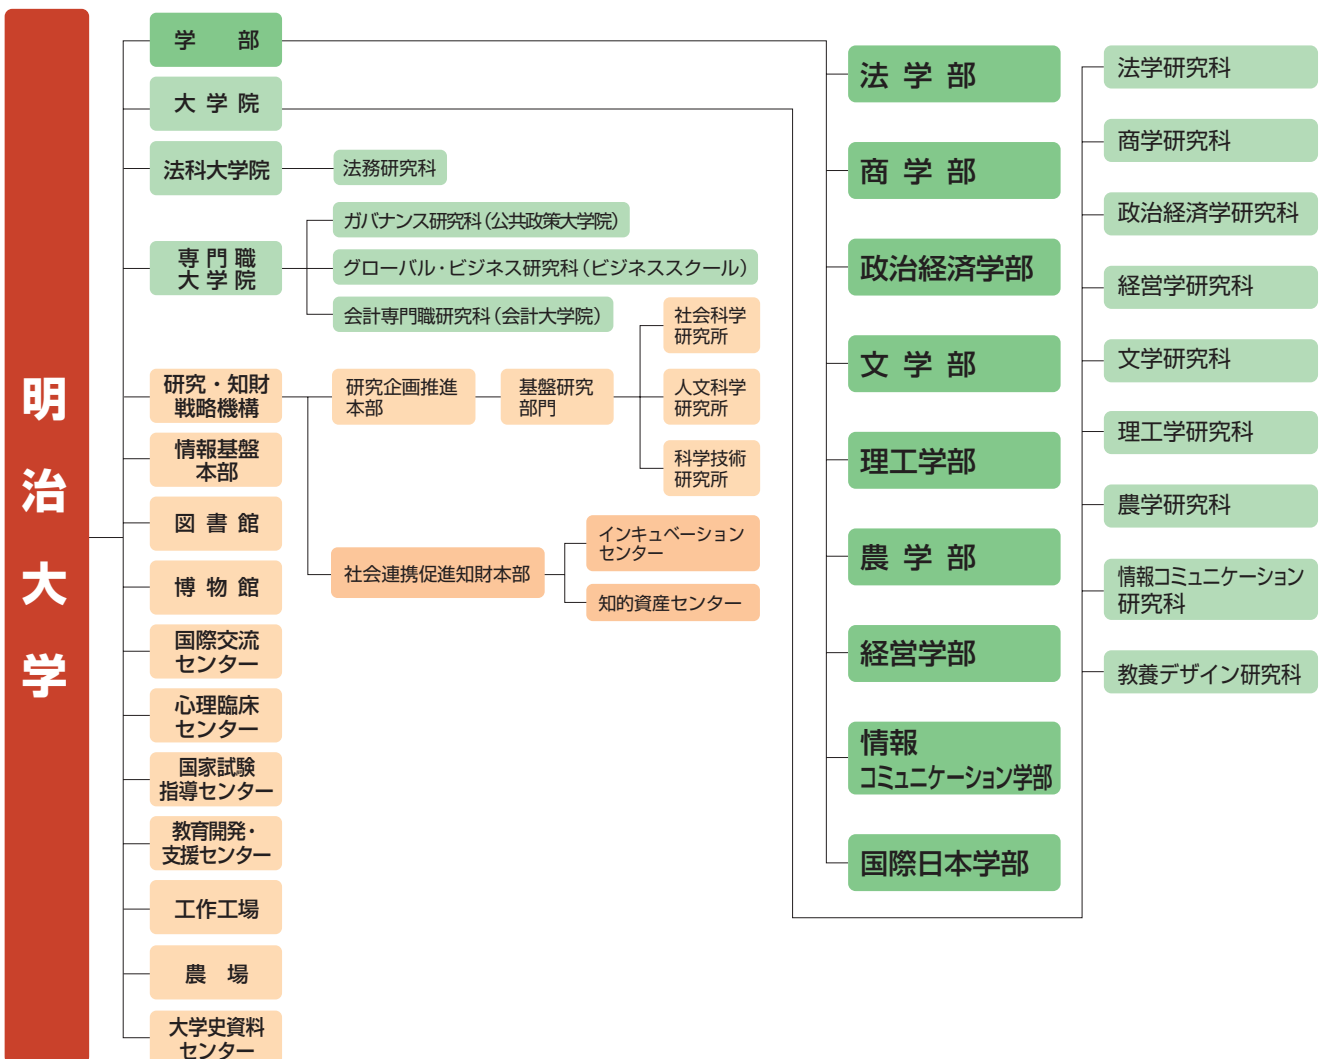 明治大学
学部
大学院
法科大学院
法務研究科
専門職
大学院
ガバナンス研究科(公共政策大学院)
グローバル・ビジネス研究科(ビジネススクール)
会計専門職研究科(会計大学院)
研究・知財
戦略機構
研究企画推進
本部
基盤研究
部門
社会科学
研究所
人文科学
研究所
科学技術
研究所
社会連携促進知財本部
インキュベーション
センター
知的資産センター
情報基盤
本部
図書館
博物館
国際交流
センター
心理臨床
センター
国家試験
指導センター
教育開発・
支援センター
工作工場
農場
大学史資料
センター
法学部
商学部
政治経済学部
文学部
理工学部
農学部
経営学部
情報
コミュニケーション学部
国際日本学部
法学研究科
商学研究科
政治経済学研究科
経営学研究科
文学研究科
理工学研究科
農学研究科
情報コミュニケーション
研究科
教養デザイン研究科